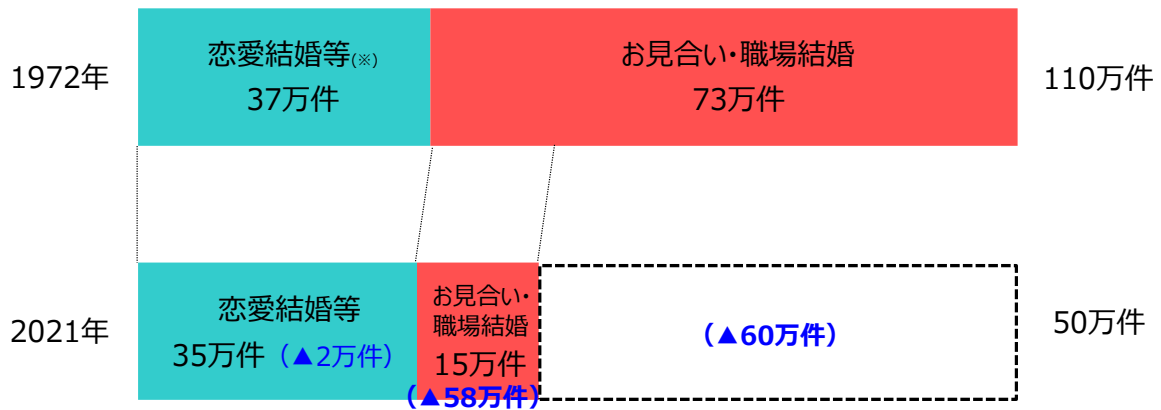 1972年
恋愛結婚等(※)
37万件
お見合い・職場結婚
73万件
110万件
2021年
恋愛結婚等
35万件（▲2万件）
お見合い・
職場結婚
15万件
（▲58万件）
（▲60万件）
50万件